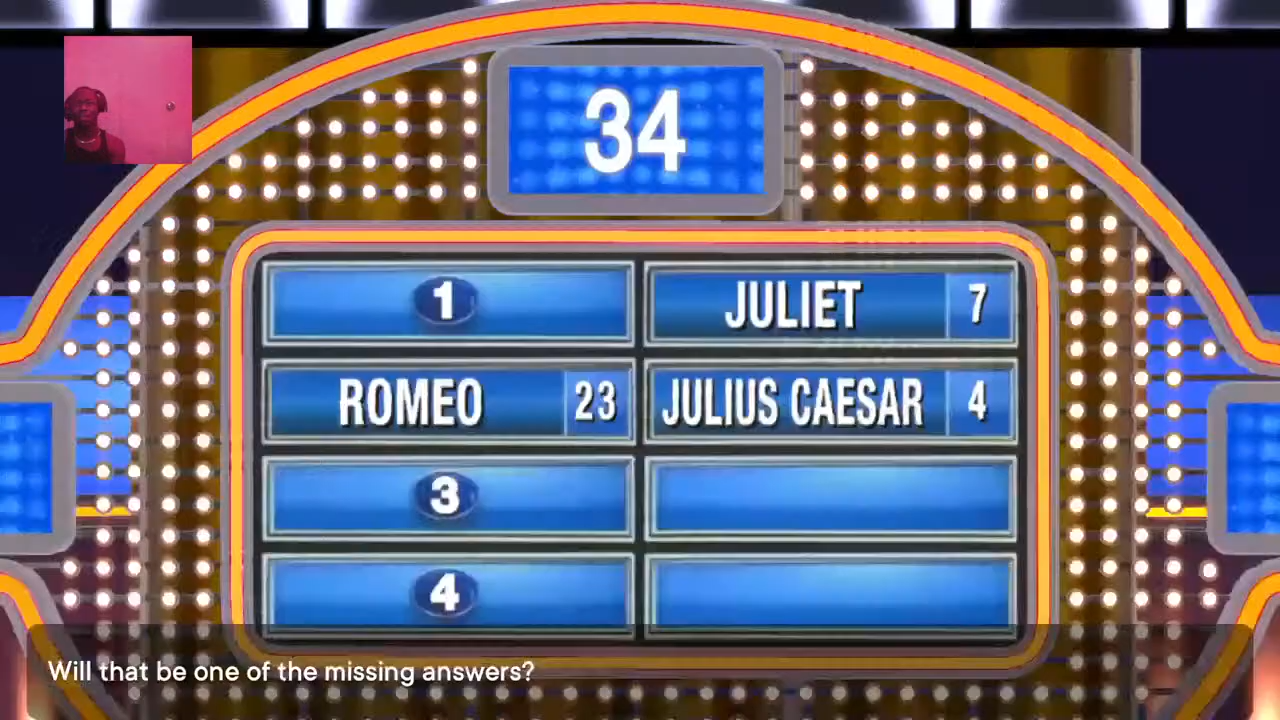 34
1
JULIET 7
ROMEO 23
JULIUS CAESAR 4
3
4
Will that be one of the missing answers?